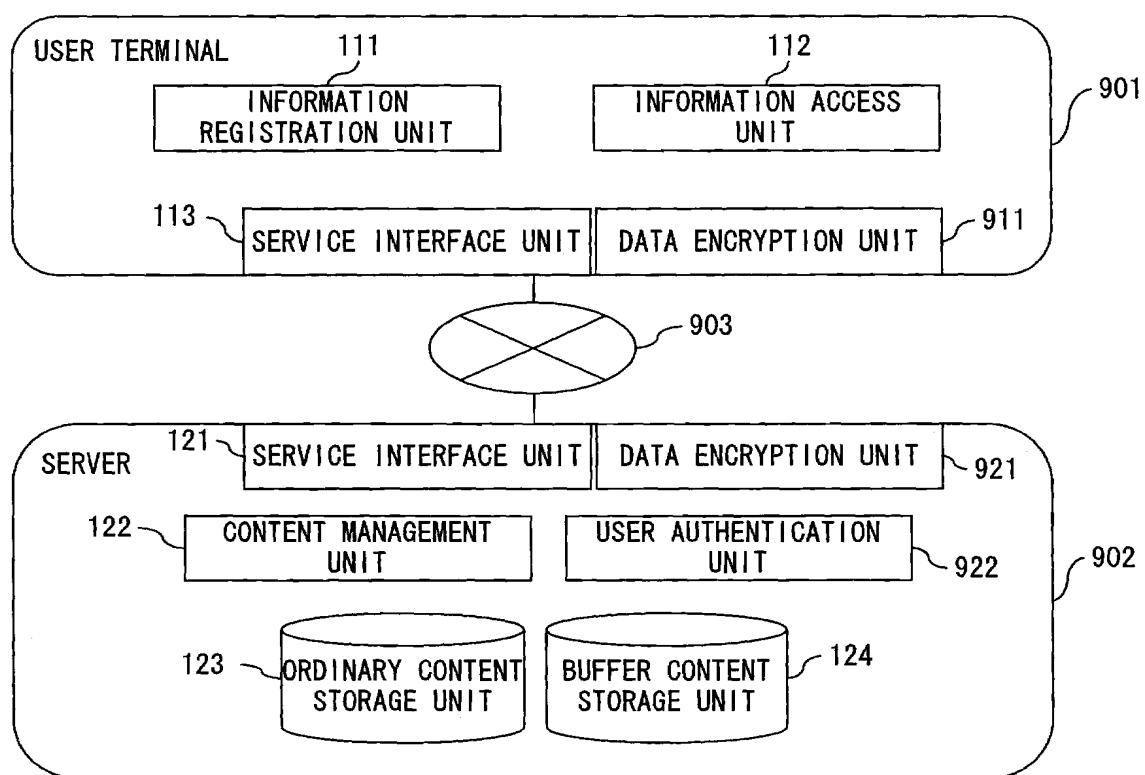 111
112
USER TERMINAL
901
INFORMATION
REGISTRATION UNIT
INFORMATION ACCESS
UNIT
113
SERVICE INTERFACE UNIT
DATA ENCRYPTION UNIT
911
903
121
SERVER
SERVICE INTERFACE UNIT
DATA ENCRYPTION UNIT
921
122
CONTENT MANAGEMENT
UNIT
USER AUTHENTICATION
UNIT
922
902
123
ORDINARY CONTENT
STORAGE UNIT
BUFFER CONTENT
STORAGE UNIT
124